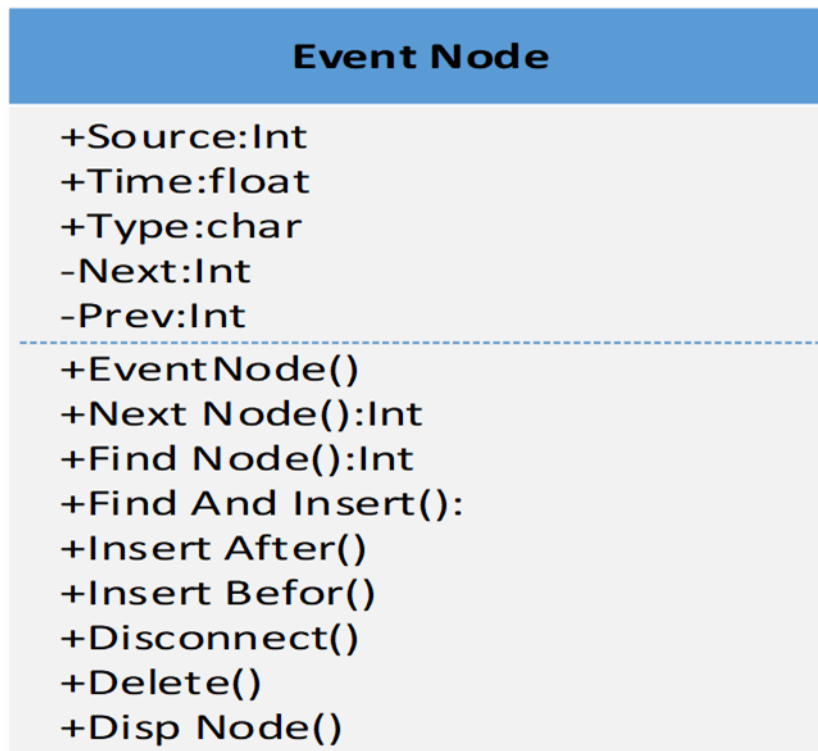 Event Node
+Source:Int
+Time:float
+Type:char
-Next:Int
-Prev:Int
+EventNode()
+Next Node():Int
+Find Node():Int
+Find And Insert():
+Insert After()
+Insert Befor()
+Disconnect()
+Delete()
+Disp Node()